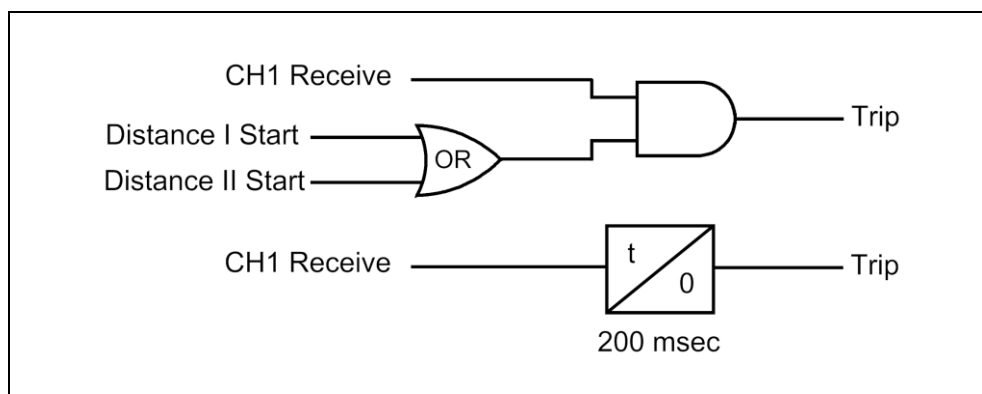 CH1 Receive
Trip
Distance I Start
OR
Distance II Start
CH1 Receive
t
0
Trip
200 msec